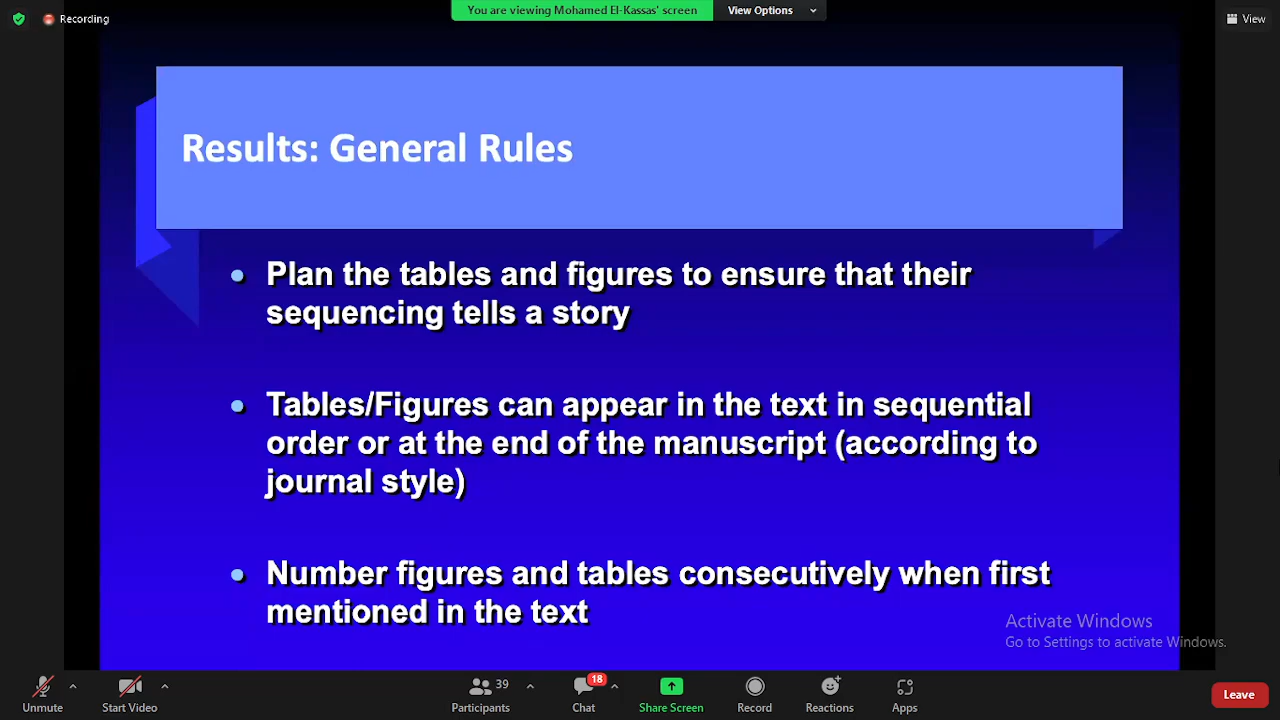 Recording
You are viewing Mohamed El-Kassas' screen
View Options
View
Results: General Rules
Plan the tables and figures to ensure that their
sequencing tells a story
Tables/Figures can appear in the text in sequential
order or at the end of the manuscript (according to
journal style)
Number figures and tables consecutively when first
mentioned in the text
Activate Windows
Go to Settings to activate Windows.
39
18
Unmute
Start Video
Participants
Chat
Share Screen
Record
Reactions
Apps
Leave